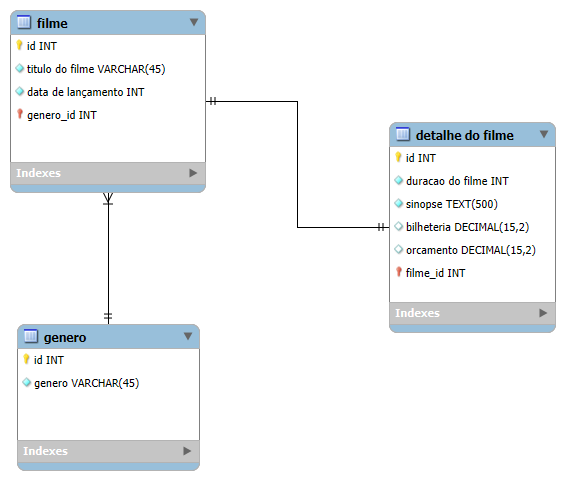 filme
id INT
titulo do filme VARCHAR(45)
data de lançamento INT
genero_id INT
Indexes
detalhe do filme
id INT
duracao do filme INT
sinopse TEXT(500)
bilheteria DECIMAL(15,2)
orcamento DECIMAL(15,2)
filme_id INT
Indexes
genero
id INT
genero VARCHAR(45)
Indexes